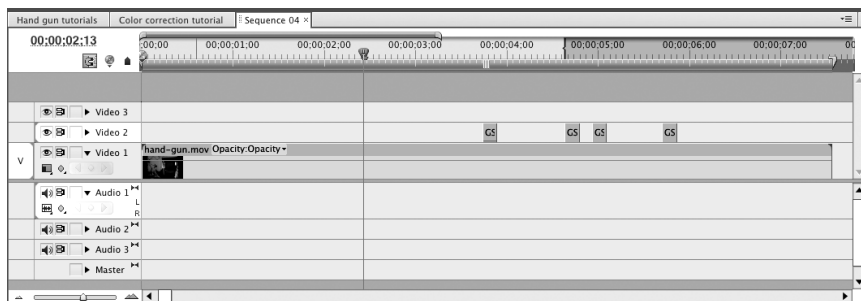 Hand gun tutorials Color correction tutorial Sequence 04 ×
00;00;02;13 ;00;00 00;00;01;00 00;00;02;00 00;00;03;00 00;00;04;00 00;00;05;00 00;00;06;00 00;00;07;00 00
Video 3
Video 2 GS GS GS GS
V Video 1 hand-gun.mov Opacity:Opacity
Audio 1
L
R
Audio 2
Audio 3
Master